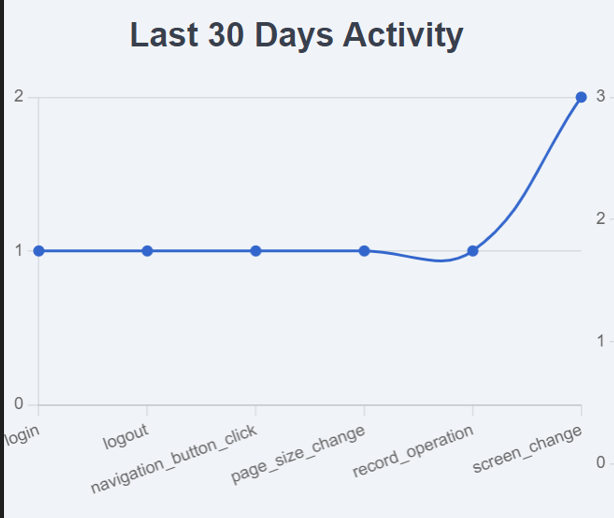 Last 30 Days Activity
2
1
0
login
logout
navigation_button_click
page_size_change
record_operation
screen_change
3
2
1
0